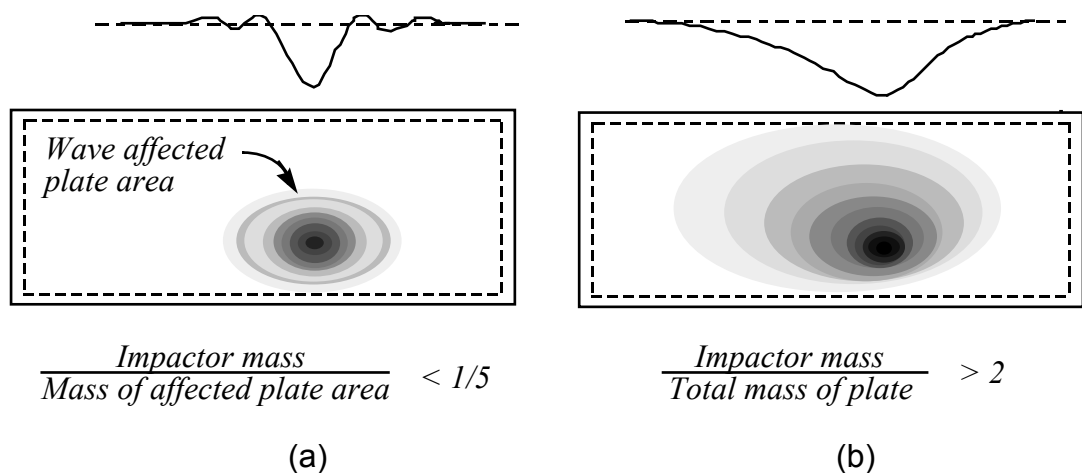 Wave affected
plate area
Impactor mass
Mass of affected plate area < 1/5
(a)
Impactor mass
Total mass of plate > 2
(b)